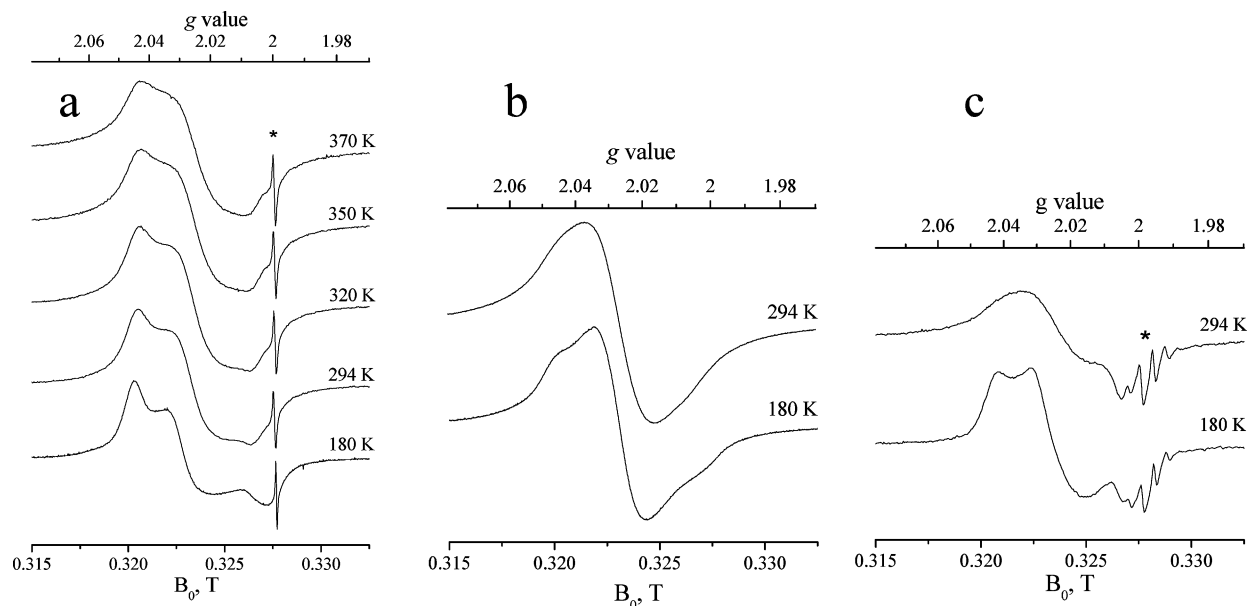 a
g value
2.06 2.04 2.02 2 1.98
*
370 K
350 K
320 K
294 K
180 K
0.315 0.320 0.325 0.330
B0, T
b
g value
2.06 2.04 2.02 2 1.98
294 K
180 K
0.315 0.320 0.325 0.330
B0, T
c
g value
2.06 2.04 2.02 2 1.98
*
294 K
180 K
0.315 0.320 0.325 0.330
B0, T